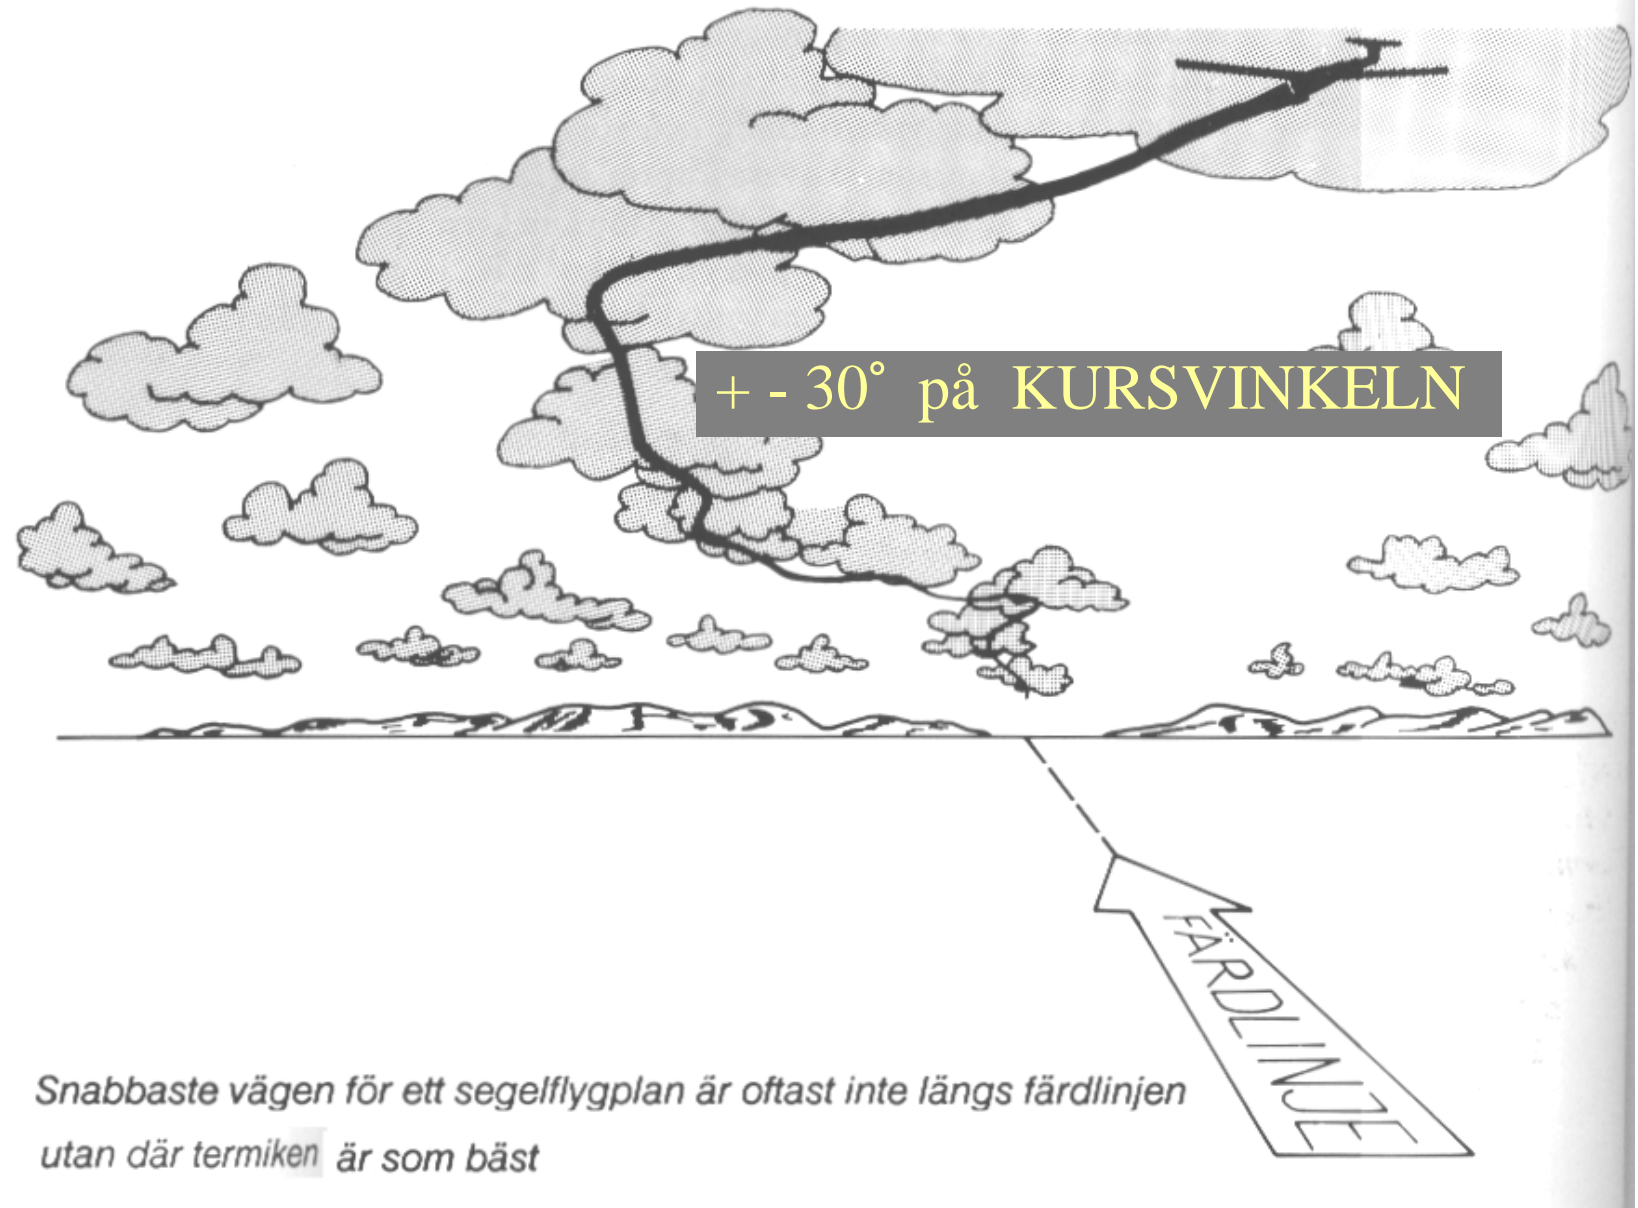 + - 30° på KURSVINKELN
FÄRDLINJE
Snabbaste vägen för ett segelflygplan är oftast inte längs färdlinjen
utan där termiken är som bäst